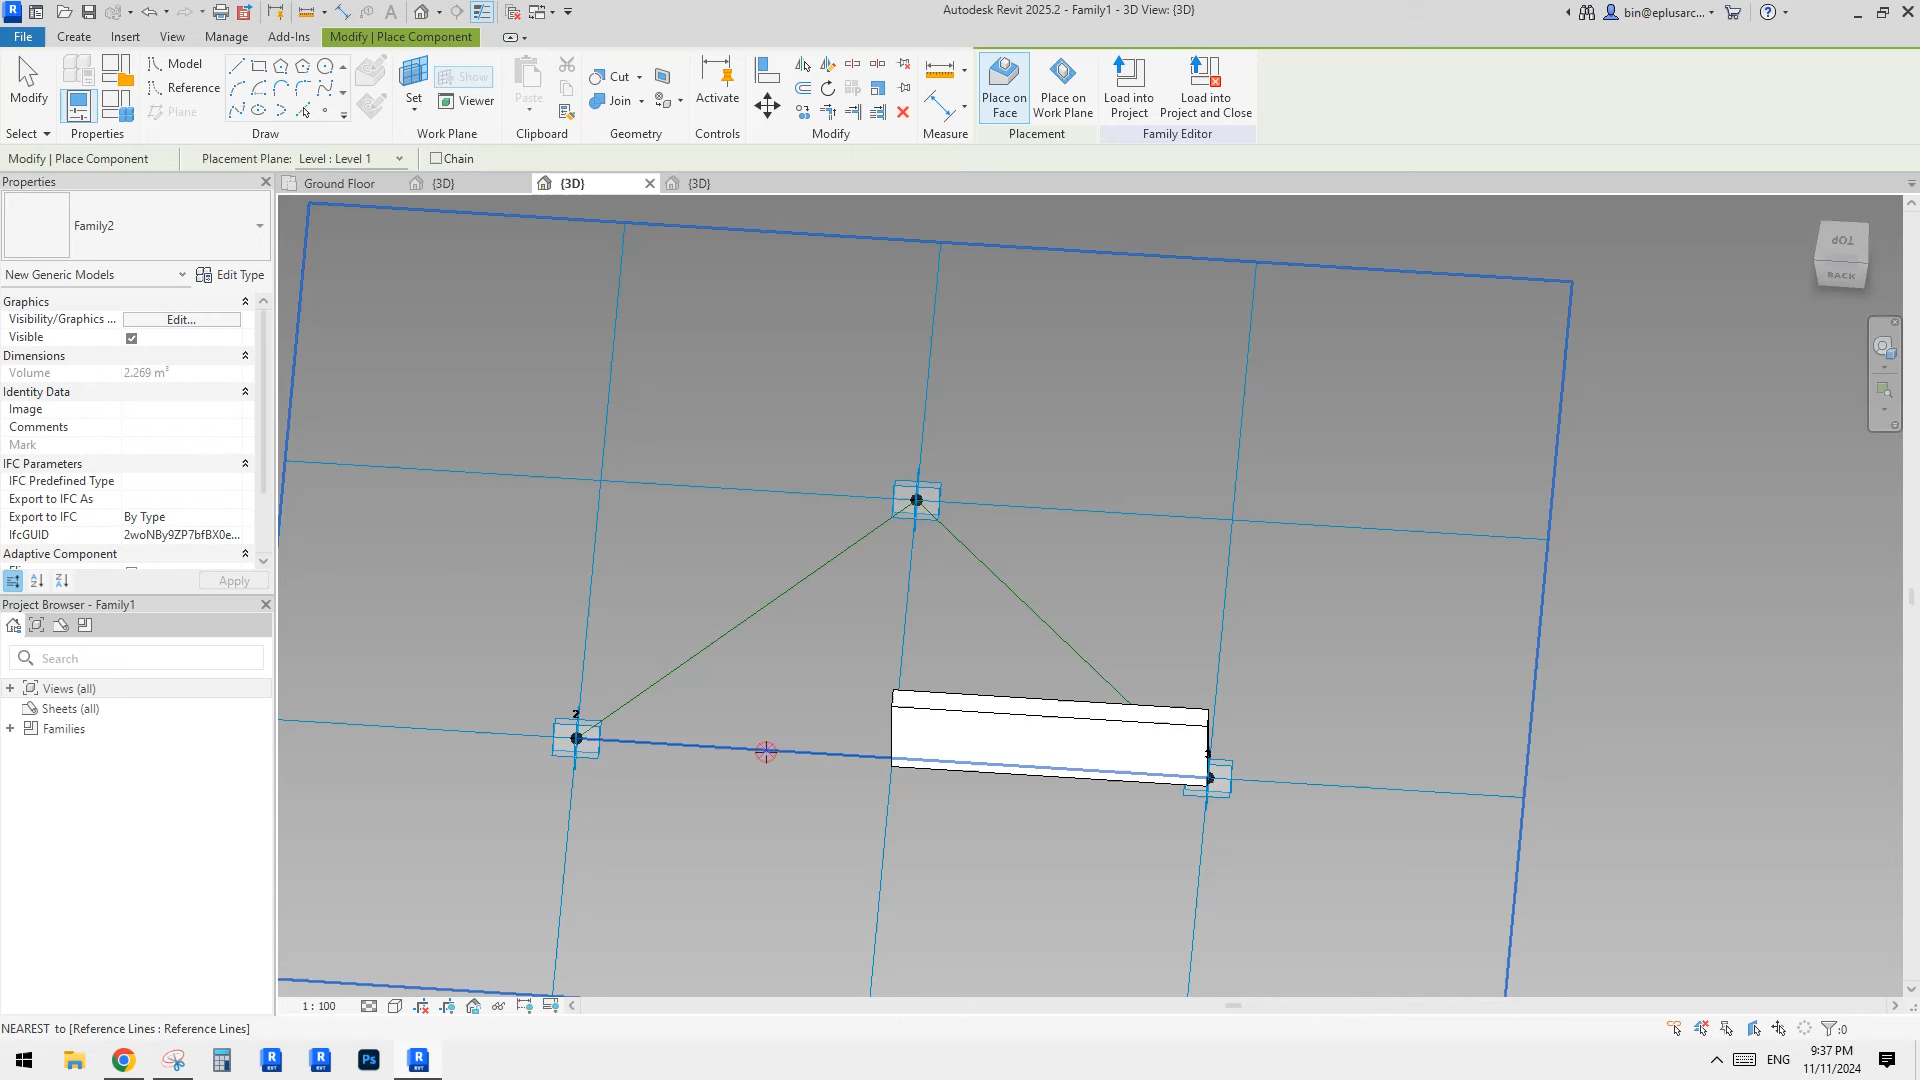 Autodesk Revit 2025.2 - Family1 - 3D View: {3D}
bin@eplusarc...
File
Create
Insert
View
Manage
Add-Ins
Modify | Place Component
Modify
Select
Properties
Model
Reference
Plane
Draw
Set
Show
Viewer
Work Plane
Paste
Clipboard
Cut
Join
Geometry
Activate
Controls
Modify
Measure
Place on Face
Place on Work Plane
Placement
Load into Project
Load into Project and Close
Family Editor
Modify | Place Component
Placement Plane: Level : Level 1
Chain
Properties
Ground Floor
{3D}
{3D}
{3D}
Family2
New Generic Models
Edit Type
Graphics
Visibility/Graphics ...
Edit...
Visible
Dimensions
Volume
2.269 m³
Identity Data
Image
Comments
Mark
IFC Parameters
IFC Predefined Type
Export to IFC As
Export to IFC
By Type
IfcGUID
2woNBy9ZP7bfBX0e...
Adaptive Component
Apply
Project Browser - Family1
Search
Views (all)
Sheets (all)
Families
TOP
BACK
2
1 : 100
NEAREST to [Reference Lines : Reference Lines]
:0
ENG
9:37 PM
11/11/2024